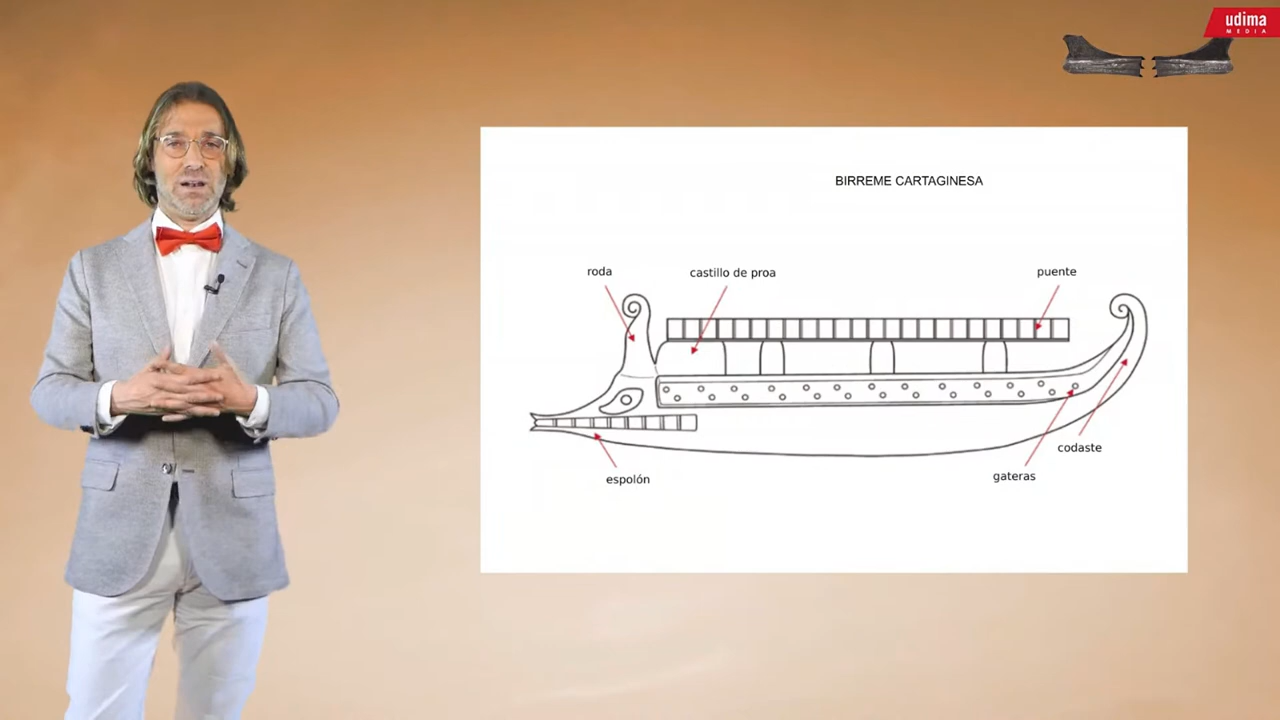 udima
MEDIA
BIRREME CARTAGINESA
roda
castillo de proa
puente
codaste
gateras
espolón